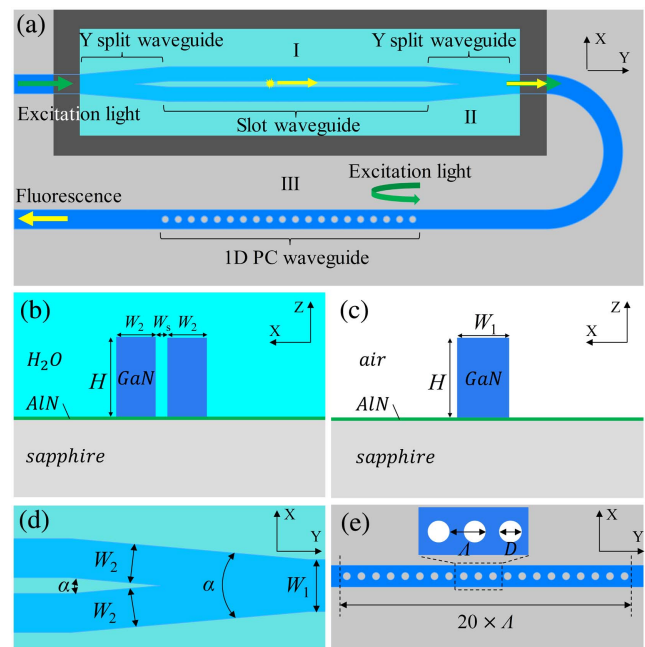 (a)
Y split waveguide
I
Y split waveguide
X
Y
Excitation light
Slot waveguide
II
III
Excitation light
Fluorescence
1D PC waveguide
(b)
W₂ Wₛ W₂
Z
X
H₂O
H
GaN
AlN
sapphire
(c)
W₁
Z
X
air
H
GaN
AlN
sapphire
(d)
X
Y
W₂
α
α
W₁
W₂
(e)
Λ
D
X
Y
20 × Λ